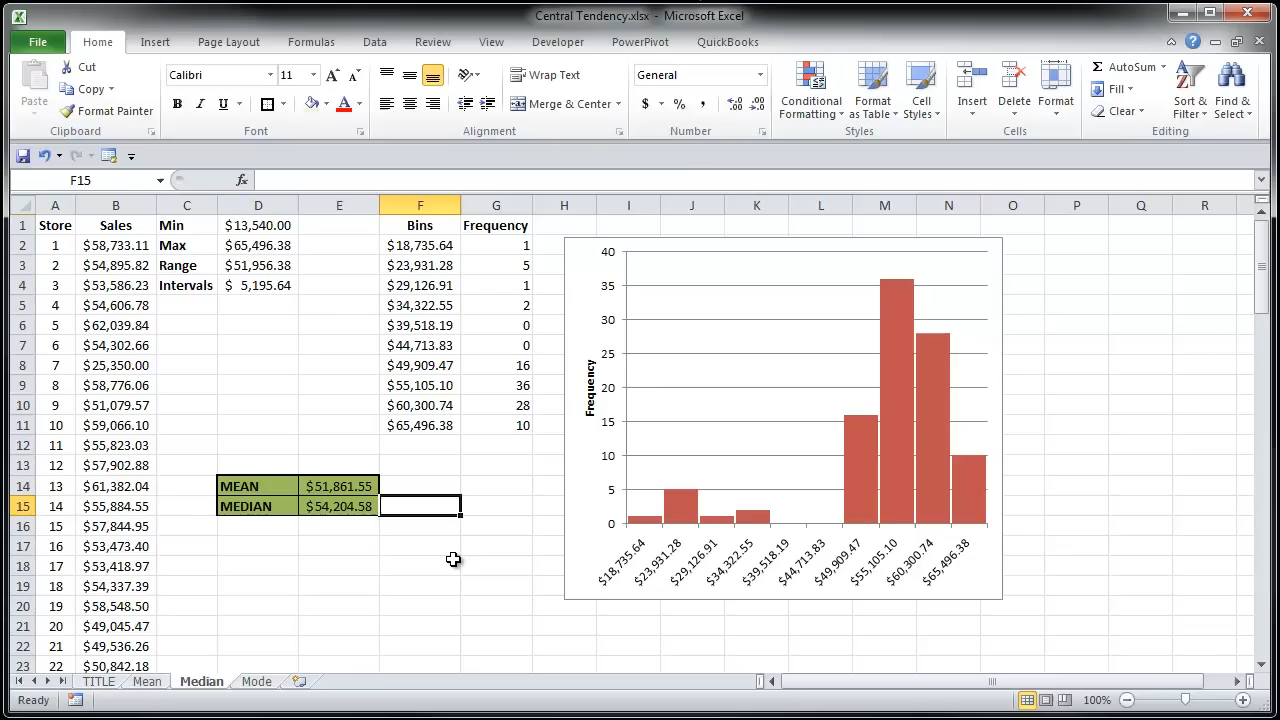 Central Tendency.xlsx - Microsoft Excel
File Home Insert Page Layout Formulas Data Review View Developer PowerPivot QuickBooks
Paste Cut Copy Format Painter Clipboard
Calibri 11 B I U A A A Font
Wrap Text Merge & Center Alignment
General $ % , .00 .00 Number
Conditional Formatting Format as Table Cell Styles Styles
Insert Delete Format Cells
Σ AutoSum Fill Clear Sort & Filter Find & Select Editing
F15 fx
A B C D E F G H I J K L M N O P Q R
1 Store Sales Min $13,540.00 Bins Frequency
2 1 $58,733.11 Max $65,496.38 $18,735.64 1
3 2 $54,895.82 Range $51,956.38 $23,931.28 5
4 3 $53,586.23 Intervals $ 5,195.64 $29,126.91 1
5 4 $54,606.78 $34,322.55 2
6 5 $62,039.84 $39,518.19 0
7 6 $54,302.66 $44,713.83 0
8 7 $25,350.00 $49,909.47 16
9 8 $58,776.06 $55,105.10 36
10 9 $51,079.57 $60,300.74 28
11 10 $59,066.10 $65,496.38 10
12 11 $55,823.03
13 12 $57,902.88
14 13 $61,382.04 MEAN $51,861.55
15 14 $55,884.55 MEDIAN $54,204.58
16 15 $57,844.95
17 16 $53,473.40
18 17 $53,418.97
19 18 $54,337.39
20 19 $58,548.50
21 20 $49,045.47
22 21 $49,536.26
23 22 $50,842.18
40
35
30
25
20
15
10
5
0
Frequency
$18,735.64 $23,931.28 $29,126.91 $34,322.55 $39,518.19 $44,713.83 $49,909.47 $55,105.10 $60,300.74 $65,496.38
TITLE Mean Median Mode
Ready 100%